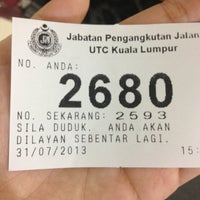 Jabatan Pengangkutan Jalan
UTC Kuala Lumpur
NO. ANDA:
2680
NO. SEKARANG: 2593
SILA DUDUK. ANDA AKAN
DILAYAN SEBENTAR LAGI.
31/07/2013 15: